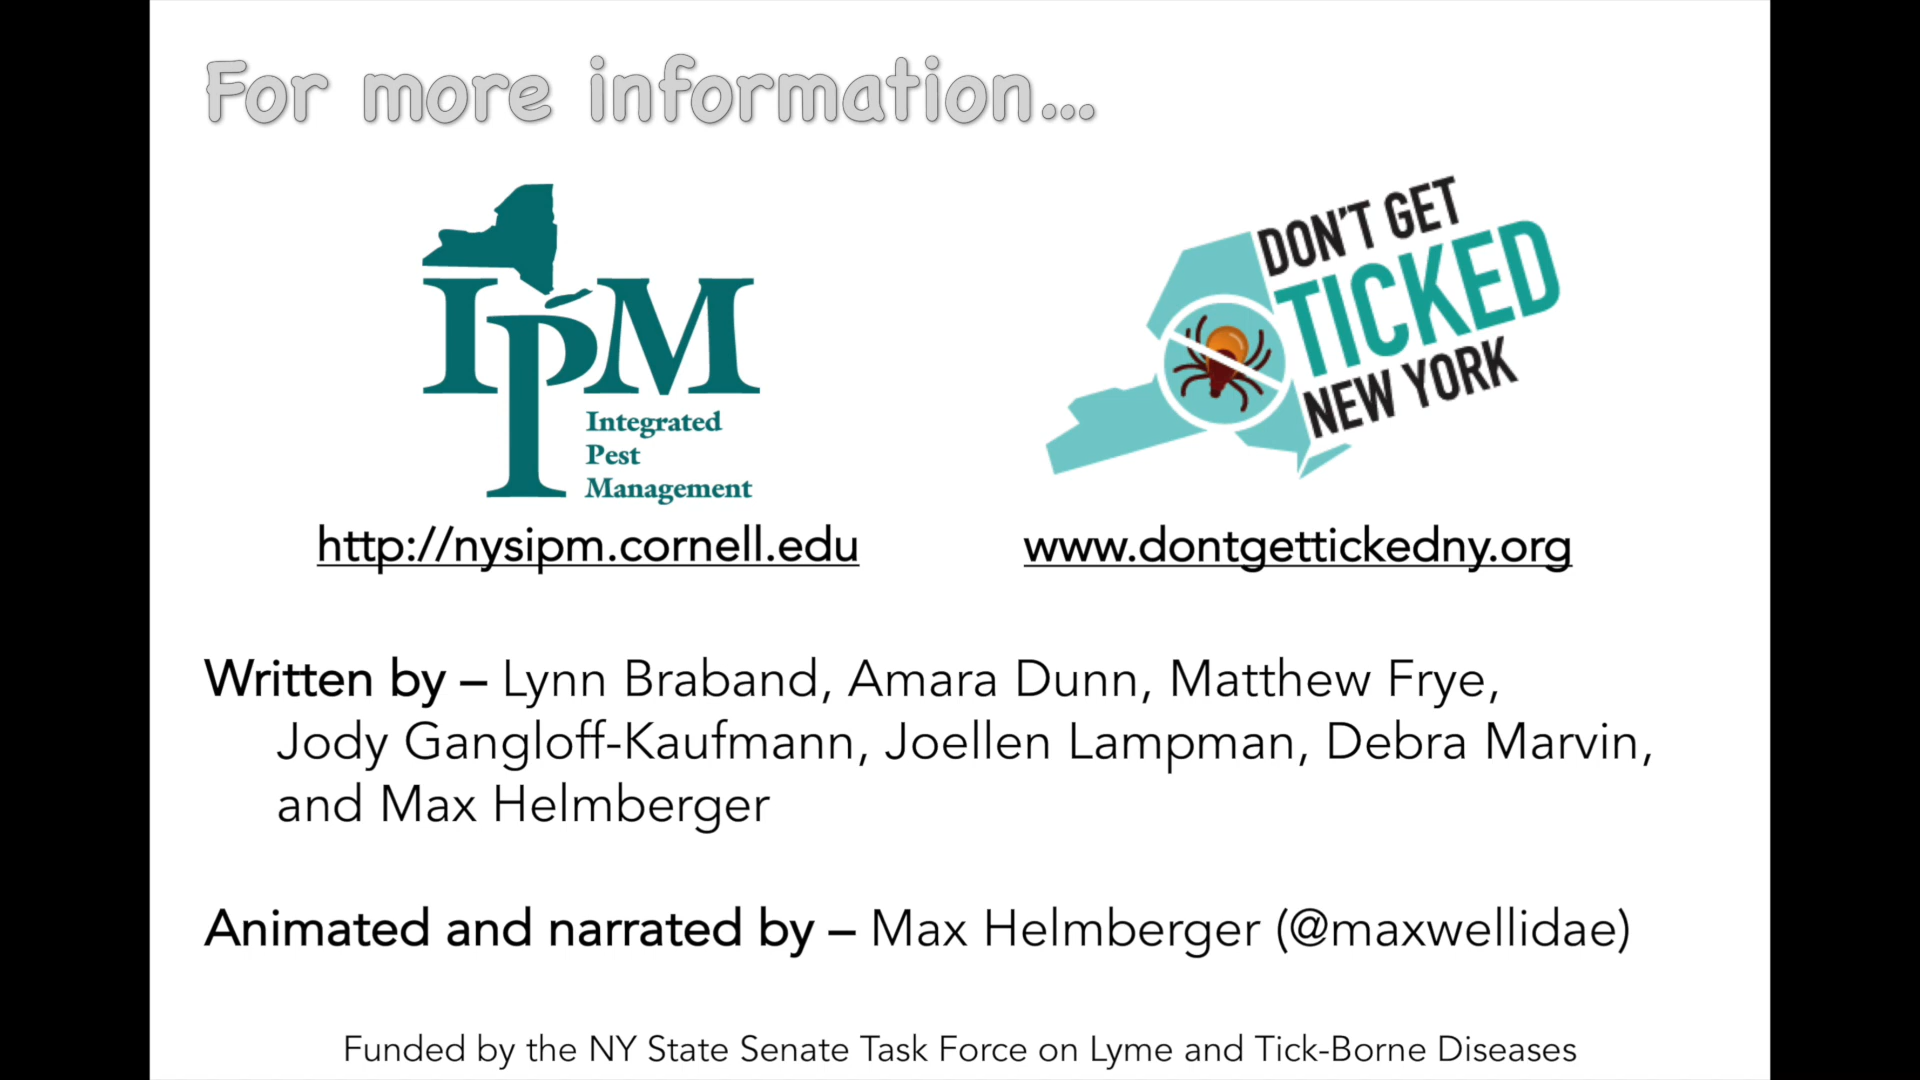 For more information...
IPM
Integrated
Pest
Management
http://nysipm.cornell.edu
DON'T GET
TICKED
NEW YORK
www.dontgettickedny.org
Written by – Lynn Braband, Amara Dunn, Matthew Frye,
Jody Gangloff-Kaufmann, Joellen Lampman, Debra Marvin,
and Max Helmberger
Animated and narrated by – Max Helmberger (@maxwellidae)
Funded by the NY State Senate Task Force on Lyme and Tick-Borne Diseases